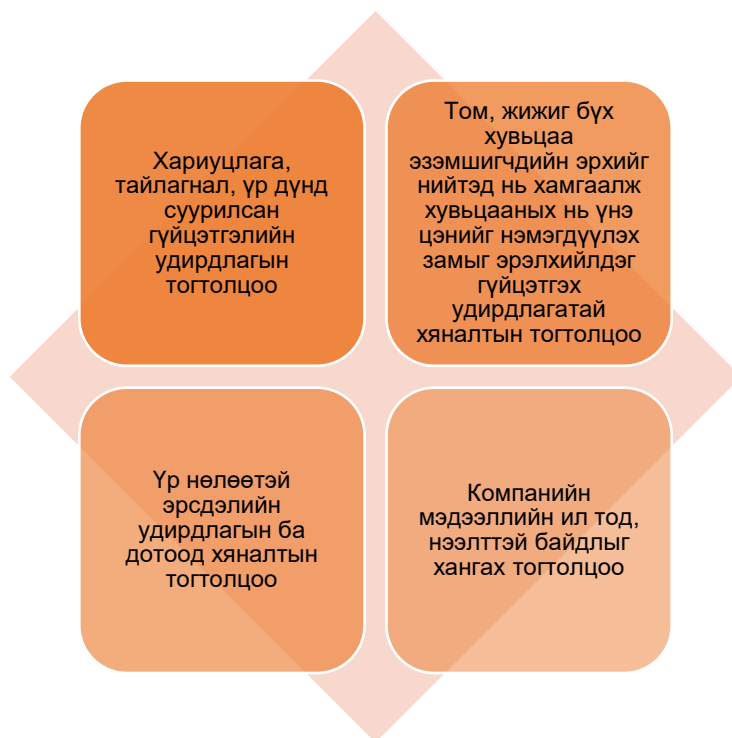 Хариуцлага,
тайлагнал, үр дүнд
суурилсан
гүйцэтгэлийн
удирдлагын
тогтолцоо
Том, жижиг бүх
хувьцаа
эзэмшигчдийн эрхийг
нийтэд нь хамгаалж
хувьцааных нь үнэ
цэнийг нэмэгдүүлэх
замыг эрэлхийлдэг
гүйцэтгэх
удирдлагатай
хяналтын тогтолцоо
Үр нөлөөтэй
эрсдэлийн
удирдлагын ба
дотоод хяналтын
тогтолцоо
Компанийн
мэдээллийн ил тод,
нээлттэй байдлыг
хангах тогтолцоо